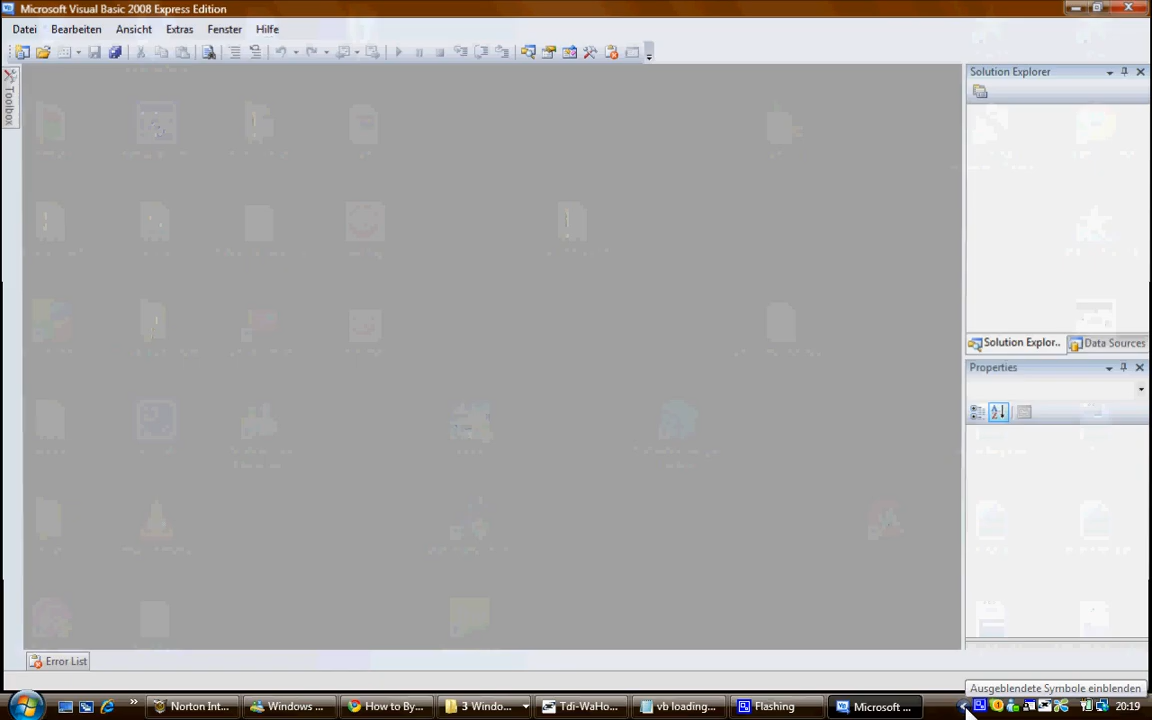 Microsoft Visual Basic 2008 Express Edition
Datei Bearbeiten Ansicht Extras Fenster Hilfe
Toolbox
Solution Explorer
Solution Explor.. Data Sources
Properties
Error List
Ausgeblendete Symbole einblenden
Norton Int... Windows ... How to By... 3 Windo... Tdi-WaHo... vb loading... Flashing Microsoft ... 20:19